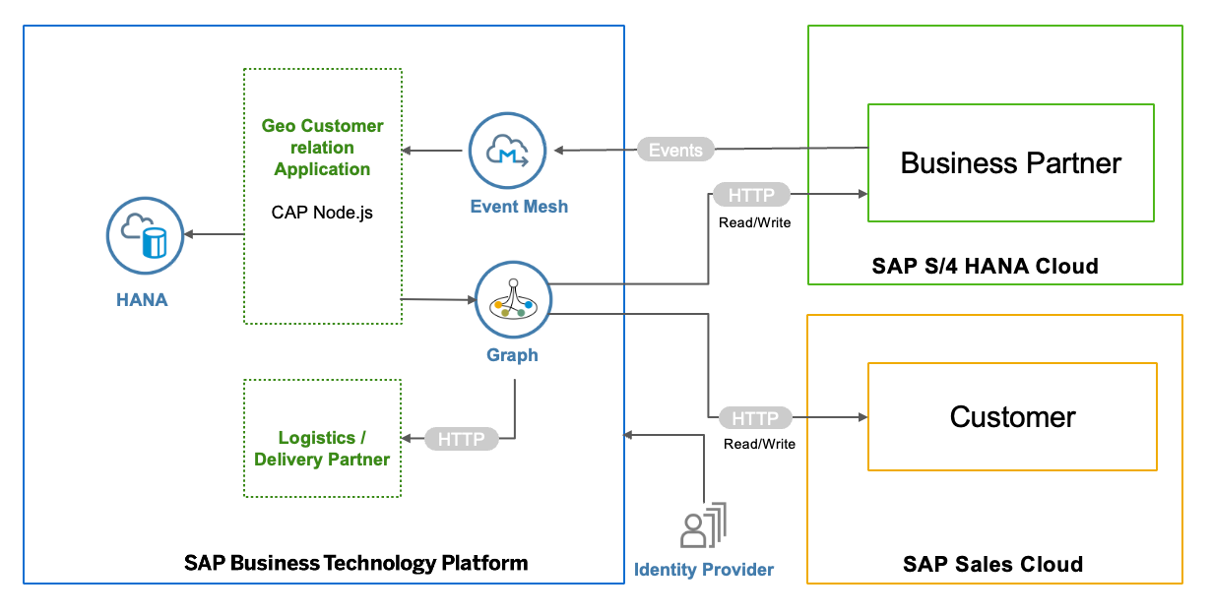 Geo Customer
relation
Application
CAP Node.js
HANA
Event Mesh
Graph
Logistics /
Delivery Partner
HTTP
SAP Business Technology Platform
Events
HTTP
Read/Write
HTTP
Read/Write
Identity Provider
Business Partner
SAP S/4 HANA Cloud
Customer
SAP Sales Cloud